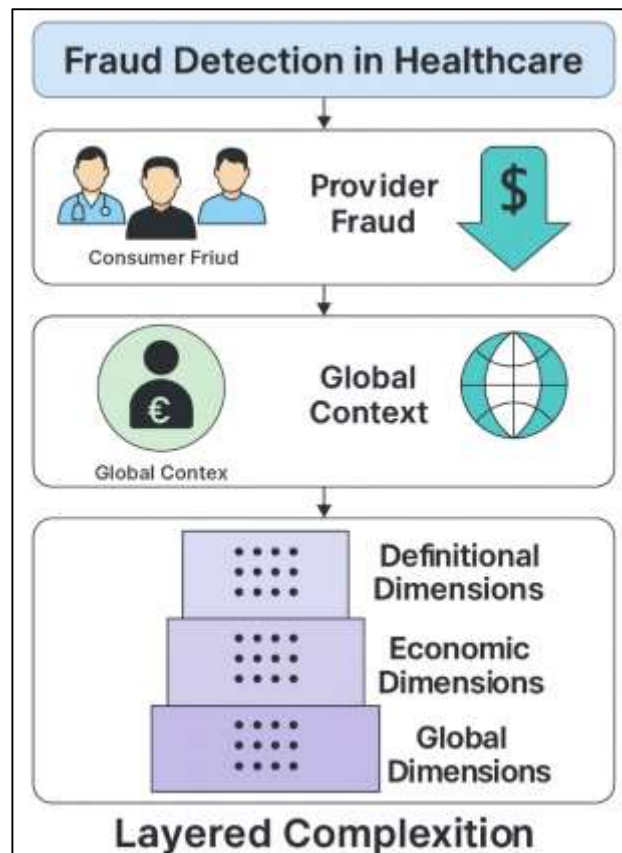 Fraud Detection in Healthcare
Provider
Fraud
$
Consumer Friud
Global
Context
€
Global Contex
Definitional
Dimensions
Economic
Dimensions
Global
Dimensions
Layered Complexition